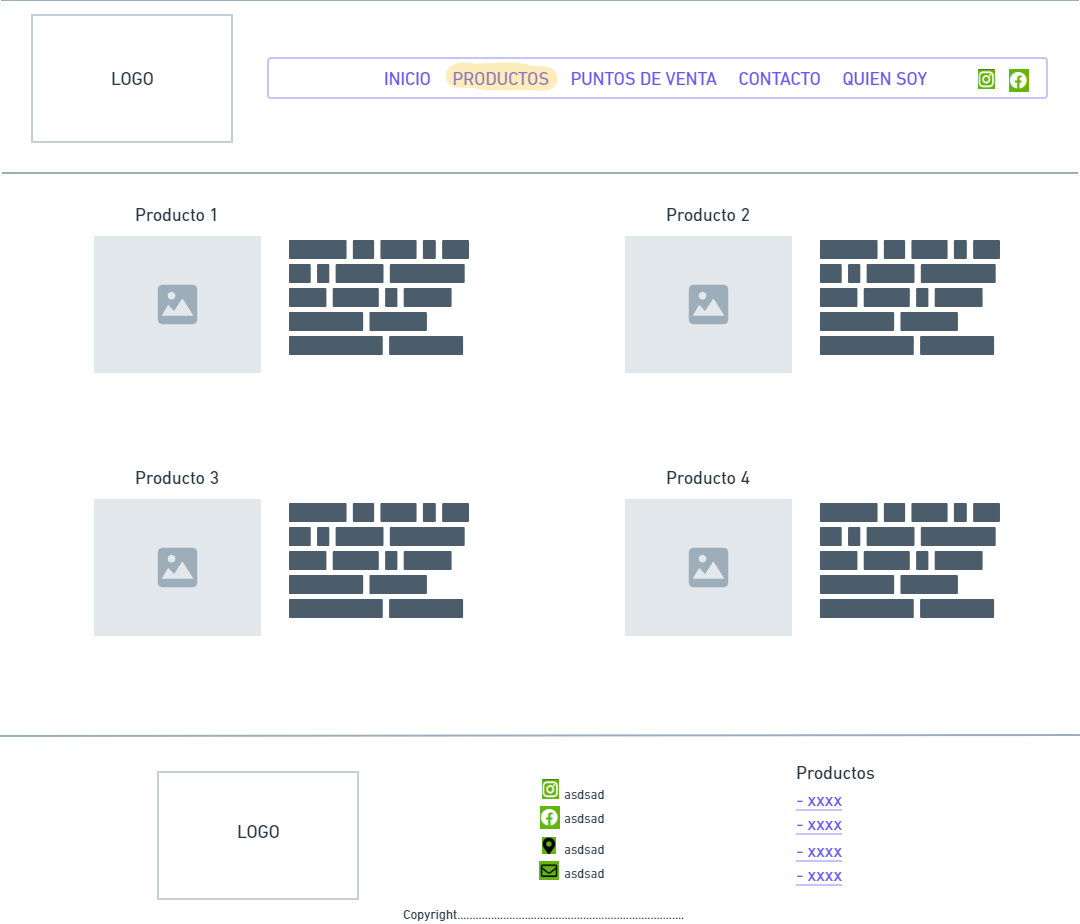 LOGO
INICIO PRODUCTOS PUNTOS DE VENTA CONTACTO QUIEN SOY
Producto 1
Producto 2
Producto 3
Producto 4
LOGO
asdsad
asdsad
asdsad
asdsad
Productos
- XXXX
- XXXX
- XXXX
- XXXX
Copyright...........................................................................